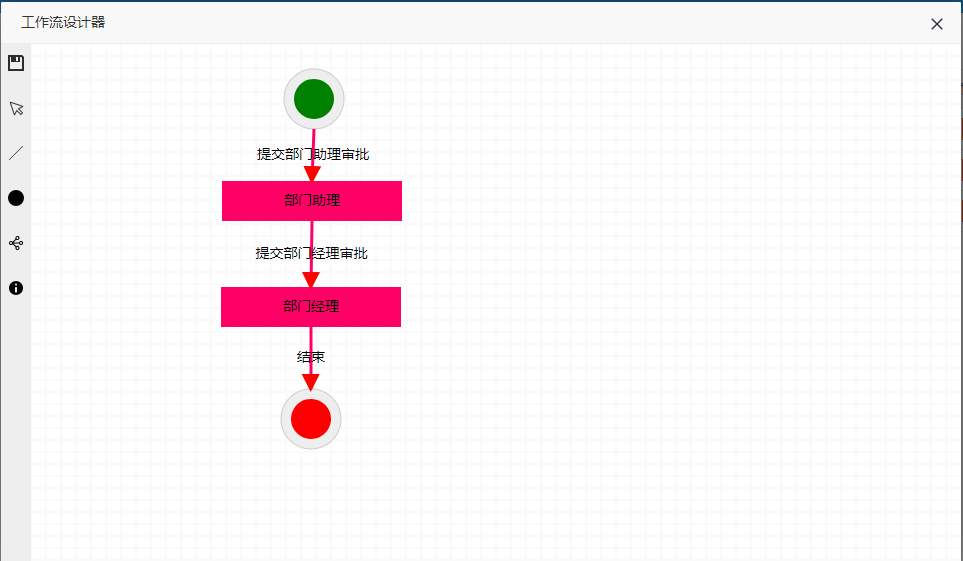 工作流设计器
提交部门助理审批
部门助理
提交部门经理审批
部门经理
结束